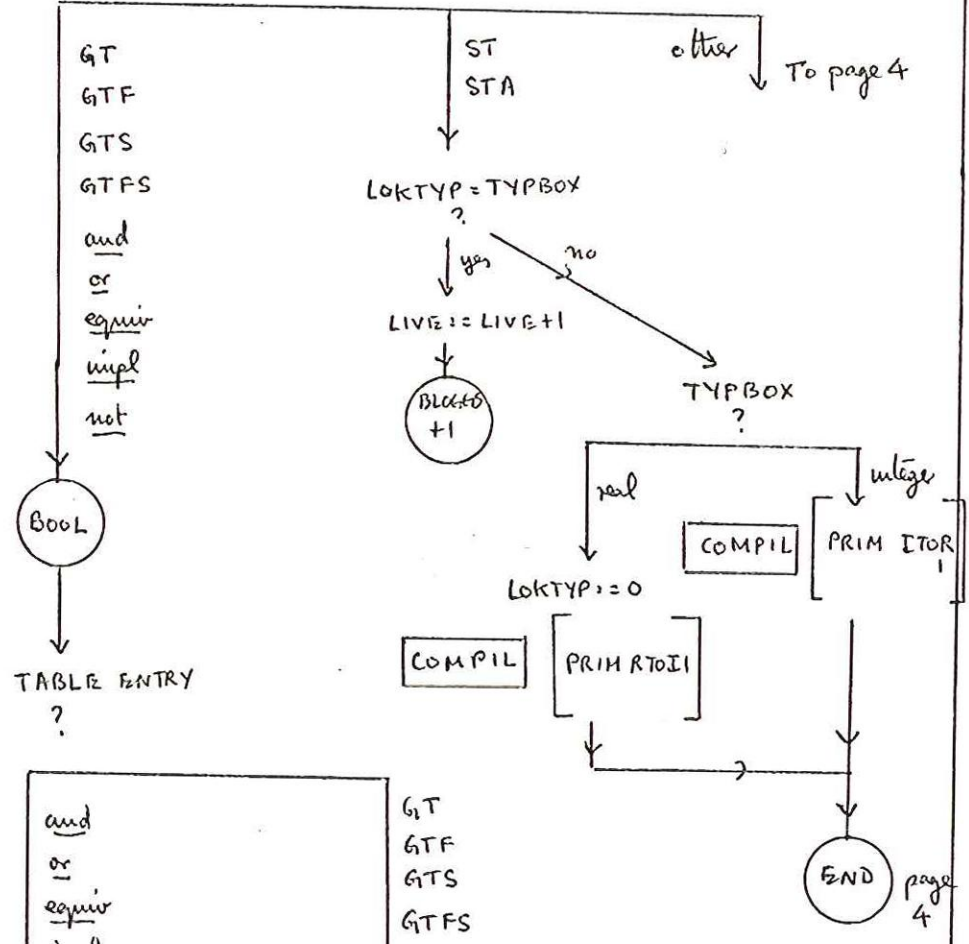 GT
GTF
GTS
GTFS
and
or
equiv
impl
not
BOOL
TABLE ENTRY
?
and
or
equiv
GT
GTF
GTS
GTFS
ST
STA
LOKTYP = TYPBOX
?
yes
no
LIVE := LIVE+1
+1
TYPBOX
?
real
integer
LOKTYP := 0
COMPIL
PRIM RTOI1
COMPIL
PRIM ITOR
1
END
page
4
other
To page 4